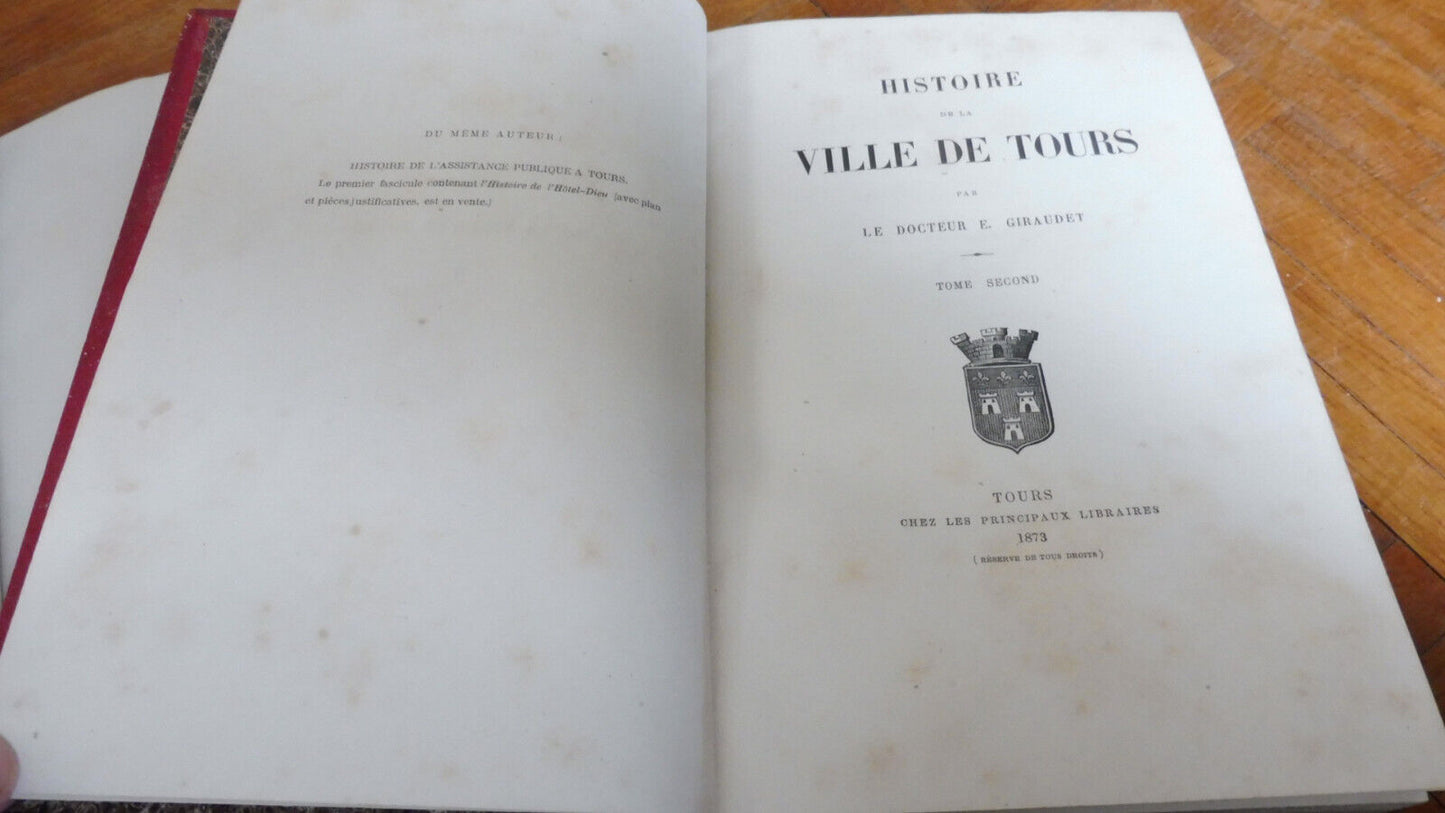 DU MÊME AUTEUR :
HISTOIRE DE L'ASSISTANCE PUBLIQUE A TOURS.
Le premier fascicule contenant l'Histoire de l'Hôtel-Dieu (avec plan
et pièces justificatives, est en vente.)
HISTOIRE
DE LA
VILLE DE TOURS
PAR
LE DOCTEUR E. GIRAUDET
TOME SECOND
TOURS
CHEZ LES PRINCIPAUX LIBRAIRES
1873
( RÉSERVE DE TOUS DROITS )